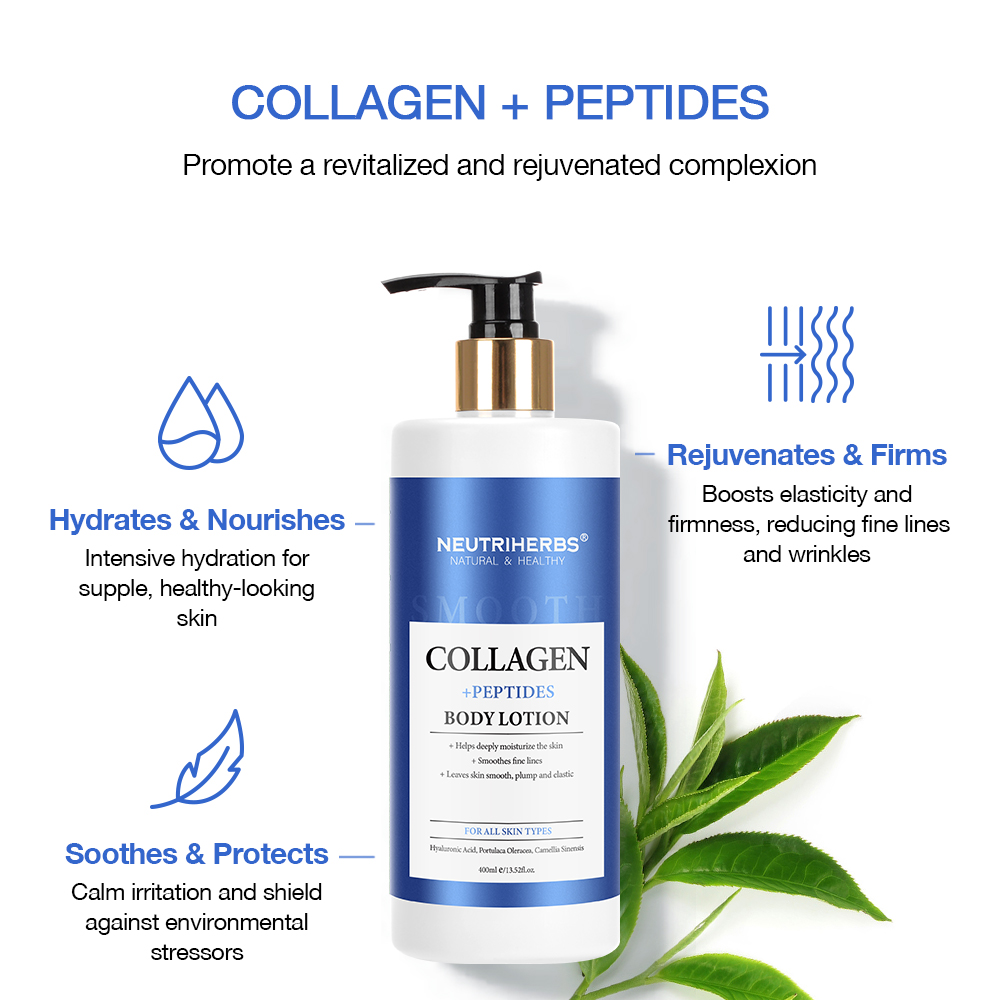 COLLAGEN + PEPTIDES
Promote a revitalized and rejuvenated complexion
Rejuvenates & Firms
Boosts elasticity and
firmness, reducing fine lines
and wrinkles
Hydrates & Nourishes
Intensive hydration for
supple, healthy-looking
skin
Soothes & Protects
Calm irritation and shield
against environmental
stressors
NEUTRIHERBS®
NATURAL & HEALTHY
SMOOTH
COLLAGEN
+PEPTIDES
BODY LOTION
+ Helps deeply moisturize the skin
+ Smoothes fine lines
+ Leaves skin smooth, plump and elastic
FOR ALL SKIN TYPES
Hyaluronic Acid, Portulaca Camellia Sinensis
400ml e/13.52fl.oz.